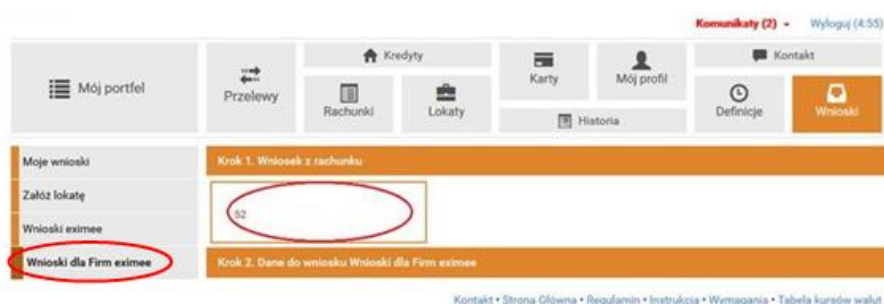 Komunikaty (2) Wyloguj (4:55)
Mój portfel
Przelewy
Kredyty
Rachunki
Lokaty
Karty
Mój profil
Historia
Kontakt
Definicje
Wnioski
Moje wnioski
Załóż lokatę
Wnioski eximee
Wnioski dla Firm eximee
Krok 1. Wniosek z rachunku
52
Krok 2. Dane do wniosku Wnioski dla Firm eximee
Kontakt • Strona Główna • Regulamin • Instrukcja • Wymagania • Tabela kursów walut